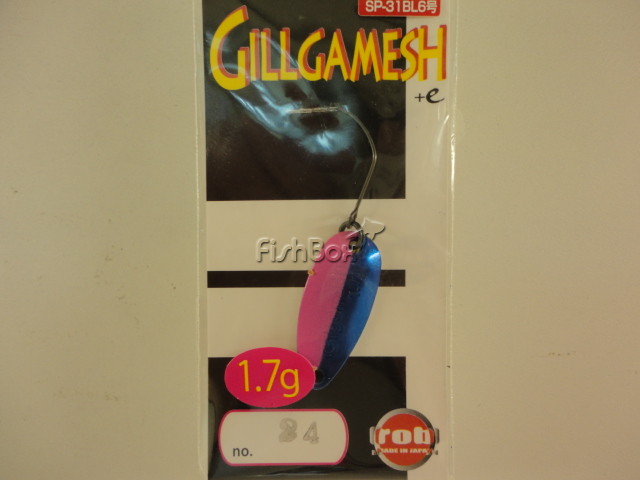 SP-31BL6号
GILLGAMESH
+e
FishBox
1.7g
no. 84
rob
MADE IN JAPAN